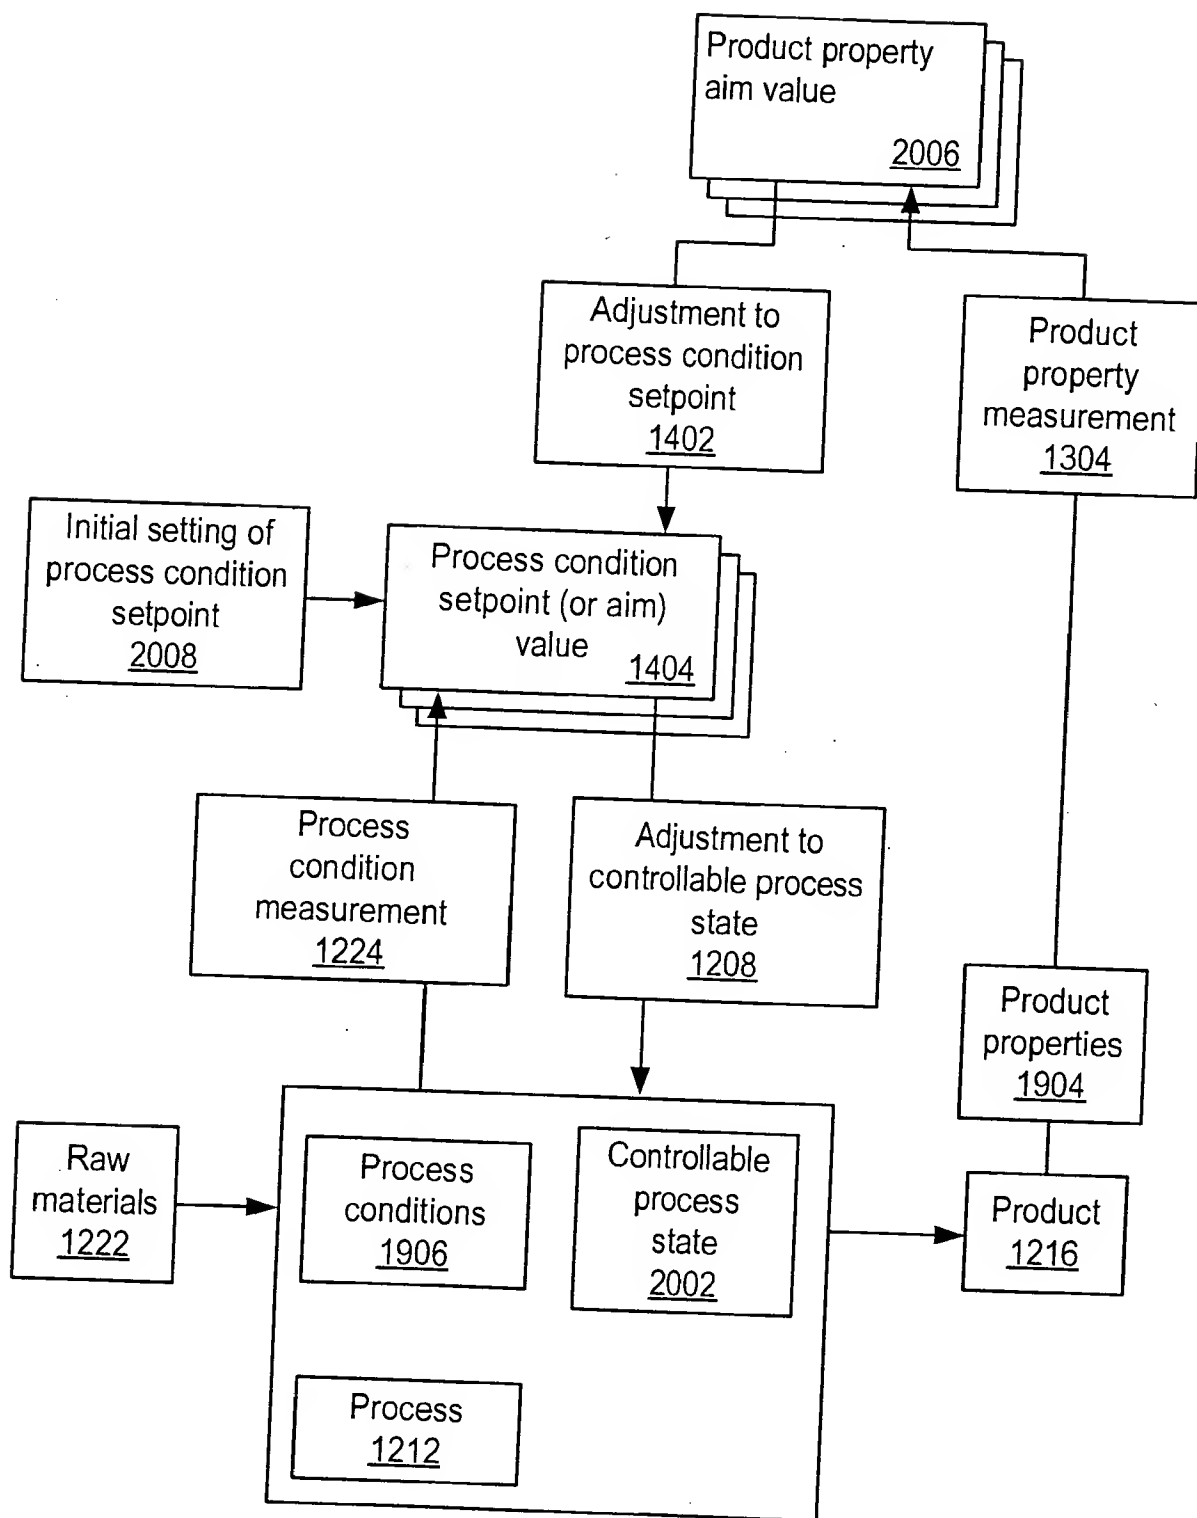 Product property
aim value
2006
Adjustment to
process condition
setpoint
1402
Product
property
measurement
1304
Initial setting of
process condition
setpoint
2008
Process condition
setpoint (or aim)
value
1404
Process
condition
measurement
1224
Adjustment to
controllable process
state
1208
Product
properties
1904
Raw
materials
1222
Process
conditions
1906
Controllable
process
state
2002
Product
1216
Process
1212